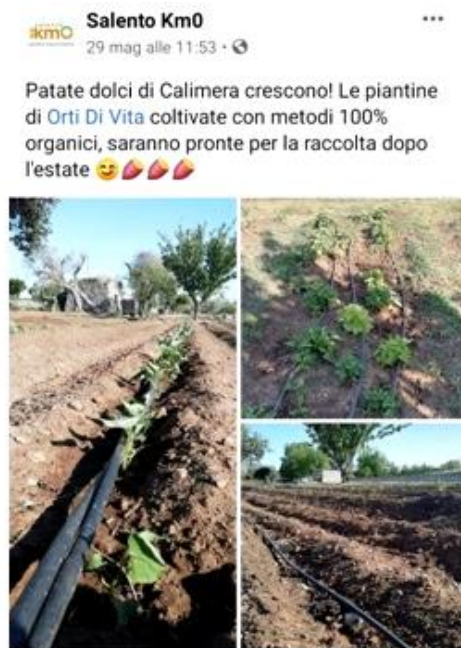 km0
Salento Km0
29 mag alle 11:53 ·
Patate dolci di Calimera crescono! Le piantine
di Orti Di Vita coltivate con metodi 100%
organici, saranno pronte per la raccolta dopo
l'estate 😊🍠🍠🍠